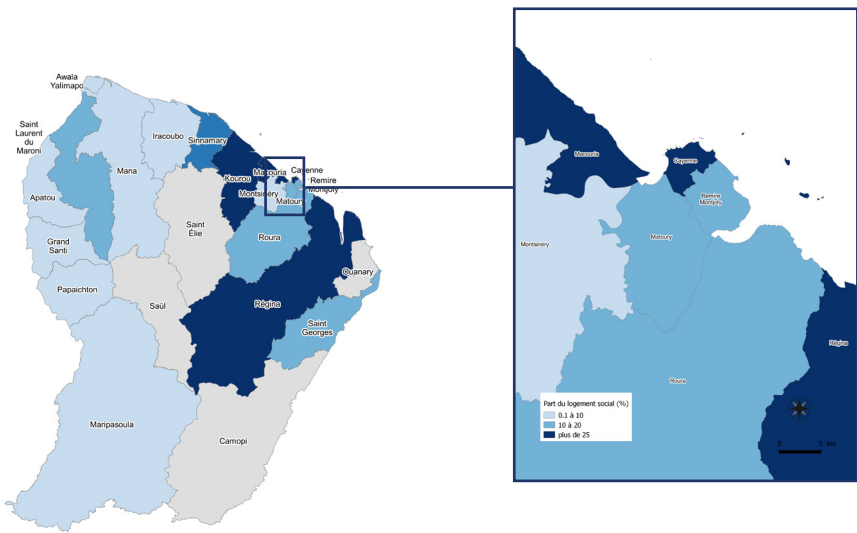 Awala
Yalimapo
Saint
Laurent
du
Maroni
Mana
Iracoubo
Sinnamary
Kourou
Macouria
Cayenne
Remire
Montjoly
Montsinéry
Matoury
Apatou
Saint
Élie
Roura
Grand
Santi
Ouanary
Papaichton
Saül
Régina
Saint
Georges
Maripasoula
Camopi
Macouria
Cayenne
Remire
Montjoly
Matoury
Montsinéry
Régina
Roura
Part du logement social (%)
0.1 à 10
10 à 20
plus de 25
0 5 km